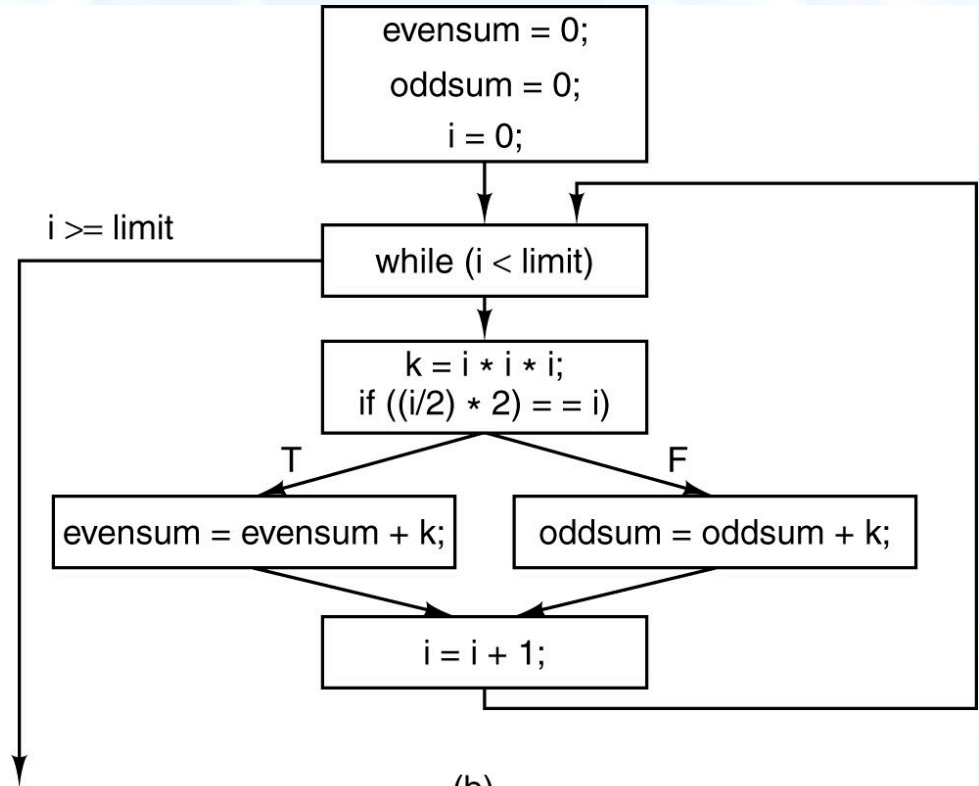 evensum = 0;
oddsum = 0;
i = 0;
i >= limit
while (i < limit)
k = i * i * i;
if ((i/2) * 2) = = i)
T
F
evensum = evensum + k;
oddsum = oddsum + k;
i = i + 1;
(b)